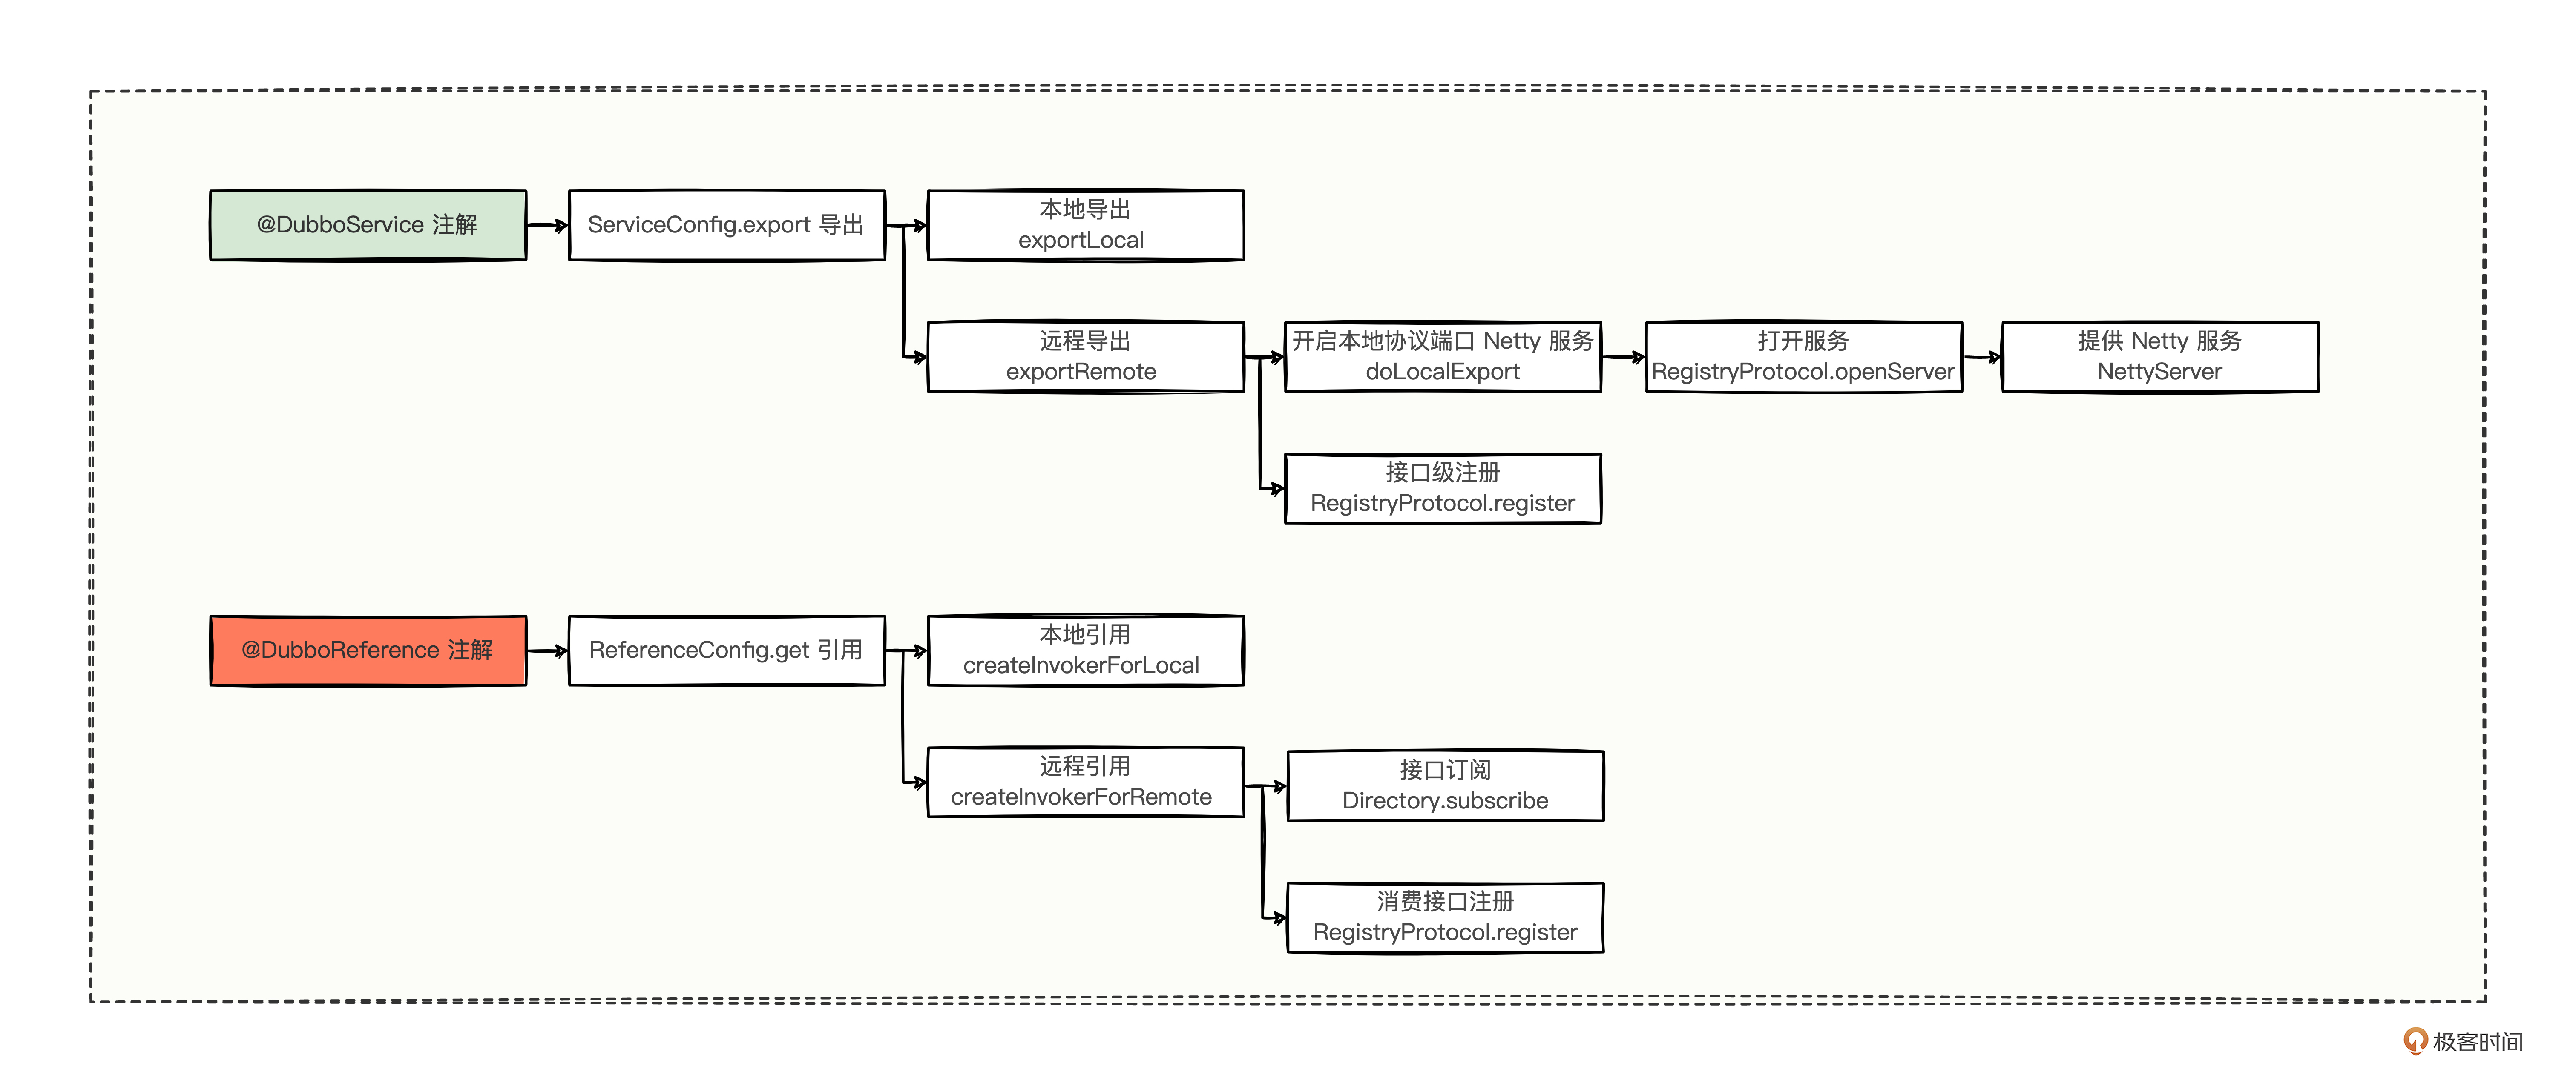 @DubboService 注解
ServiceConfig.export 导出
本地导出
exportLocal
远程导出
exportRemote
开启本地协议端口 Netty 服务
doLocalExport
打开服务
RegistryProtocol.openServer
提供 Netty 服务
NettyServer
接口级注册
RegistryProtocol.register
@DubboReference 注解
ReferenceConfig.get 引用
本地引用
createInvokerForLocal
远程引用
createInvokerForRemote
接口订阅
Directory.subscribe
消费接口注册
RegistryProtocol.register
极客时间